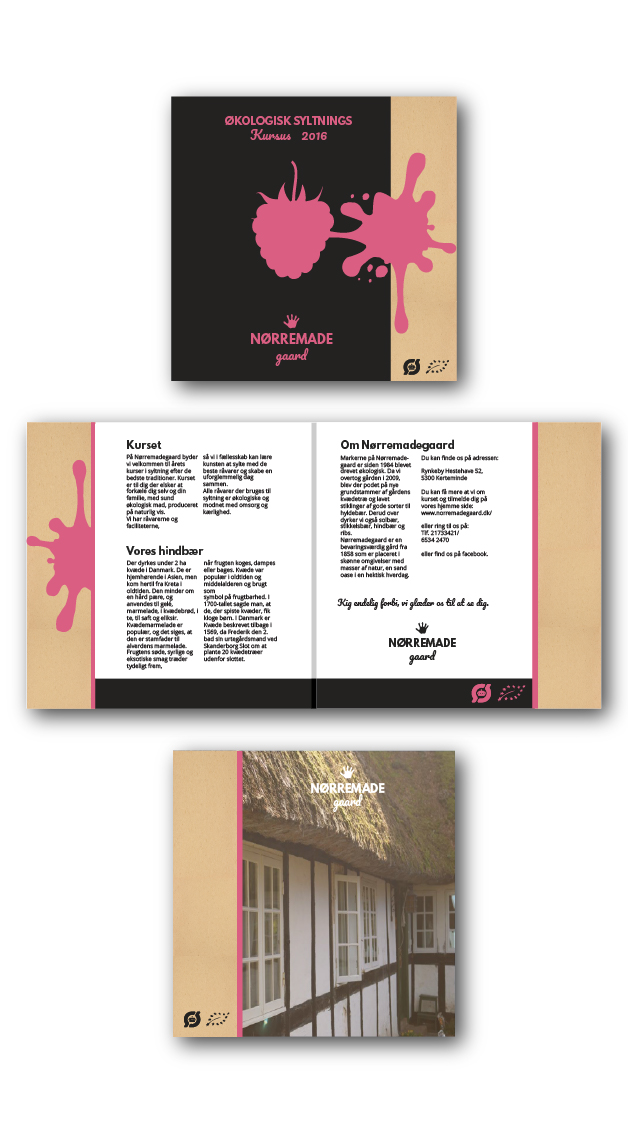 ØKOLOGISK SYLTNINGS
Kursus 2016
NØRREMADE
gaard
Kurset
På Nørremadegaard byder
vi velkommen til årets
kurser i syltning efter de
bedste traditioner. Kurset
er til dig der elsker at
forkæle dig selv og din
familie, med sund
økologisk mad, produceret
på naturlig vis.
Vi har råvarerne og
faciliteterne,
så vi i fællesskab kan lære
kunsten at sylte med de
beste råvarer og skabe en
uforglemmelig dag
sammen.
Alle råvarer der bruges til
syltning er økologiske og
modnet med omsorg og
kærlighed.
Vores hindbær
Der dyrkes under 2 ha
kvæde i Danmark. De er
hjemhørende i Asien, men
kom hertil fra Kreta i
oldtiden. Den minder om
en hård pære, og
anvendes til gelé,
marmelade, i kvædebrød, i
te, til saft og eliksir.
Kvædemarmelade er
populær, og det siges, at
den er stamfader til
alverdens marmelade.
Frugtens søde, syrlige og
eksotiske smag træder
tydeligt frem,
når frugten koges, dampes
eller bages. Kvæde var
populær i oldtiden og
middelalderen og brugt
som
symbol på frugtbarhed. I
1700-tallet sagde man, at
de, der spiste kvæder, fik
kloge børn. I Danmark er
Kvæde beskrevet tilbage i
1569, da Frederik den 2.
bad sin urtegårdsmand ved
Skanderborg Slot om at
plante 20 kvædetræer
udenfor slottet.
Om Nørremadegaard
Markerne på Nørremade-
gaard er siden 1984 blevet
drevet økologisk. Da vi
overtog gården i 2009,
blev der podet på nye
grundstammer af gårdens
kvædetræ og lavet
stiklinger af gode sorter til
hyldebær. Derud over
dyrker vi også solbær,
stikkelsbær, hindbær og
ribs.
Nørremadegaard er en
bevaringsværdig gård fra
1858 som er placeret i
skønne omgivelser med
masser af natur, en sand
oase i en hektisk hverdag.
Du kan finde os på adressen:
Rynkeby Hestehave 52,
5300 Kerteminde
Du kan få mere at vi om
kurset og tilmelde dig på
vores hjemme side:
www.norremadegaard.dk/
eller ring til os på:
Tlf. 21733421/
6534 2470
eller find os på facebook.
Kig endelig forbi, vi glæder os til at se dig.
NØRREMADE
gaard
NØRREMADE
gaard